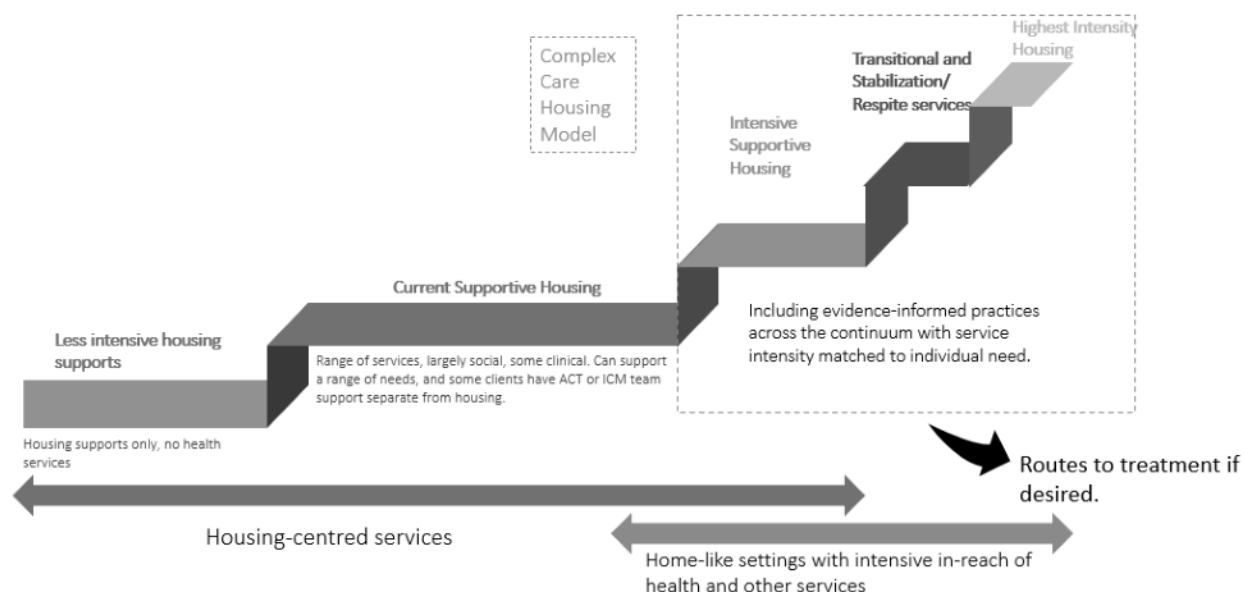 Complex
Care
Housing
Model
Highest Intensity
Housing
Transitional and
Stabilization/
Respite services
Intensive
Supportive
Housing
Current Supportive Housing
Less intensive housing
supports
Including evidence-informed practices
across the continuum with service
intensity matched to individual need.
Range of services, largely social, some clinical. Can support
a range of needs, and some clients have ACT or ICM team
support separate from housing.
Housing supports only, no health
services
Routes to treatment if
desired.
Housing-centred services
Home-like settings with intensive in-reach of
health and other services